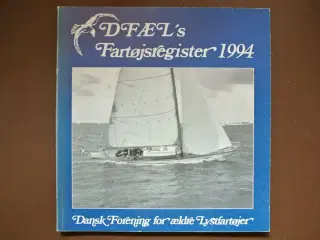 DFÆL's
Fartøjsregister 1994
Dansk Forening for ældre Lystfartøjer